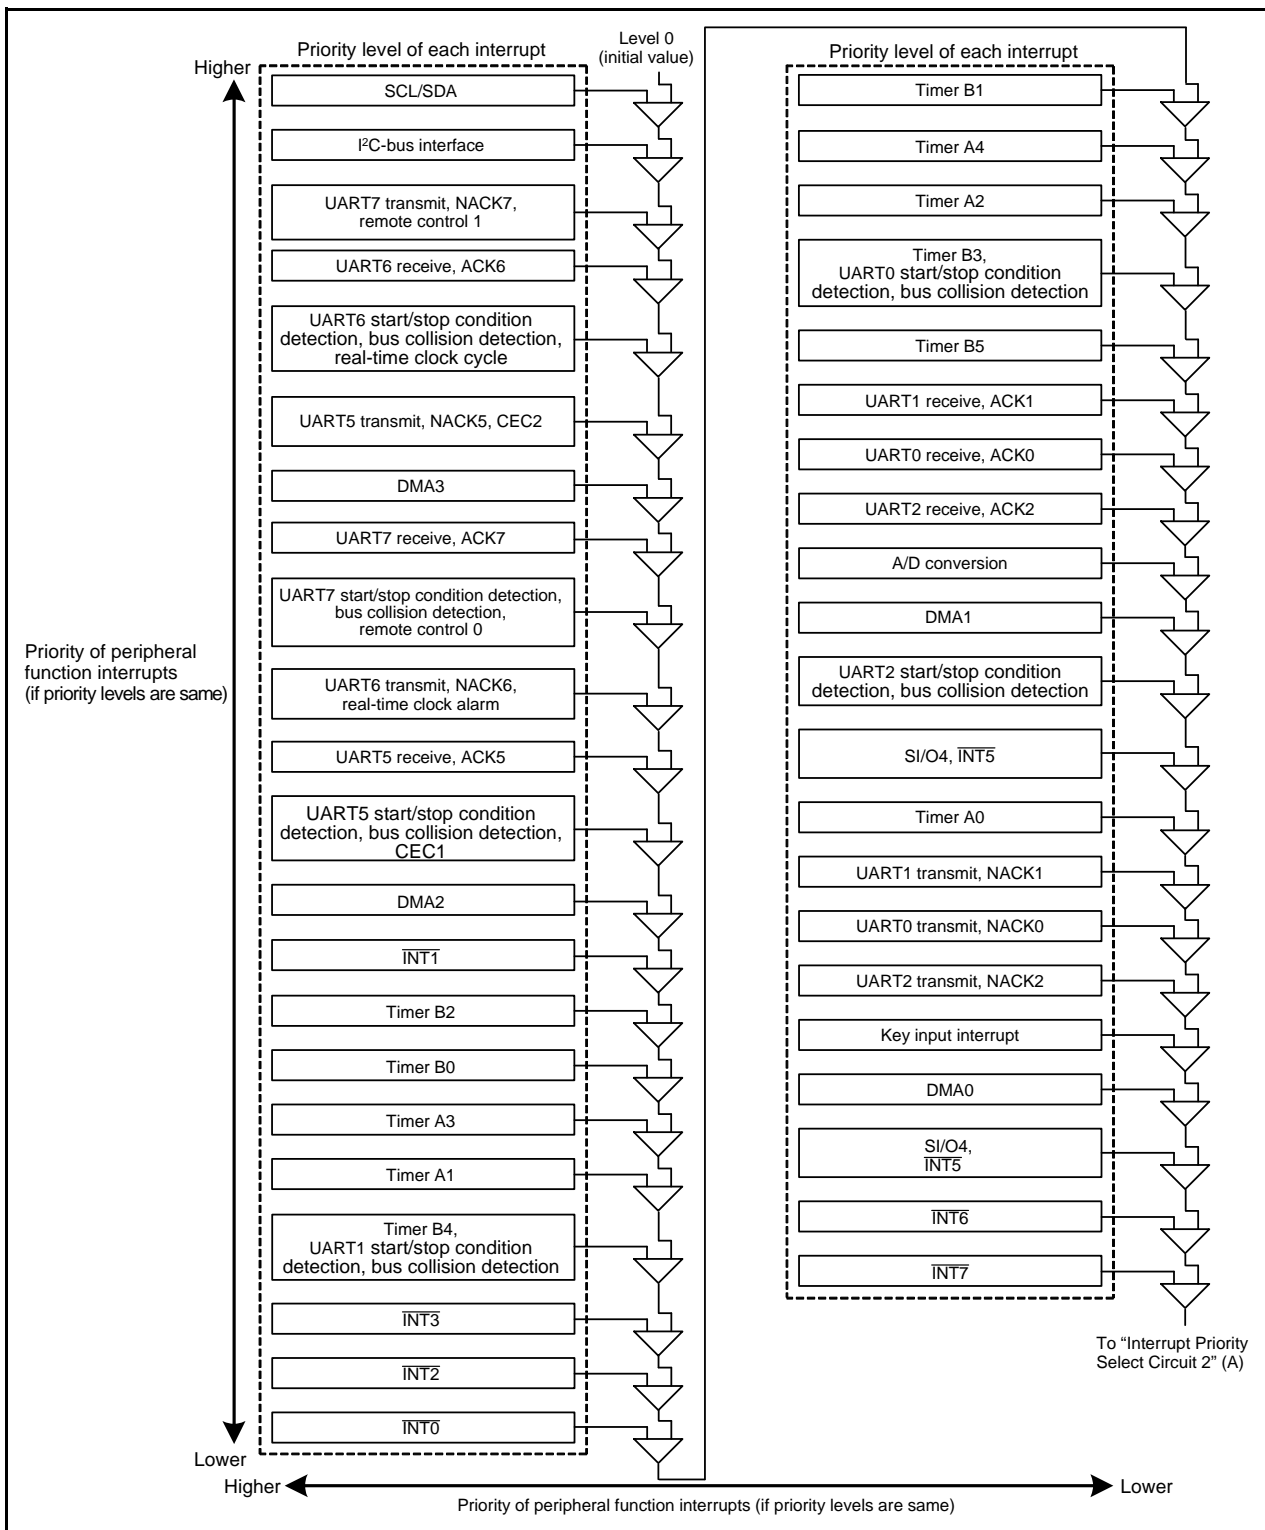 Priority level of each interrupt
Higher
Level 0
(initial value)
SCL/SDA
I²C-bus interface
UART7 transmit, NACK7,
remote control 1
UART6 receive, ACK6
UART6 start/stop condition
detection, bus collision detection,
real-time clock cycle
UART5 transmit, NACK5, CEC2
DMA3
UART7 receive, ACK7
UART7 start/stop condition detection,
bus collision detection,
remote control 0
Priority of peripheral
function interrupts
(if priority levels are same)
UART6 transmit, NACK6,
real-time clock alarm
UART5 receive, ACK5
UART5 start/stop condition
detection, bus collision detection,
CEC1
DMA2
INT1
Timer B2
Timer B0
Timer A3
Timer A1
Timer B4,
UART1 start/stop condition
detection, bus collision detection
INT3
INT2
INT0
Lower
Priority level of each interrupt
Timer B1
Timer A4
Timer A2
Timer B3,
UART0 start/stop condition
detection, bus collision detection
Timer B5
UART1 receive, ACK1
UART0 receive, ACK0
UART2 receive, ACK2
A/D conversion
DMA1
UART2 start/stop condition
detection, bus collision detection
SI/O4, INT5
Timer A0
UART1 transmit, NACK1
UART0 transmit, NACK0
UART2 transmit, NACK2
Key input interrupt
DMA0
SI/O4,
INT5
INT6
INT7
To “Interrupt Priority
Select Circuit 2” (A)
Higher
Lower
Priority of peripheral function interrupts (if priority levels are same)